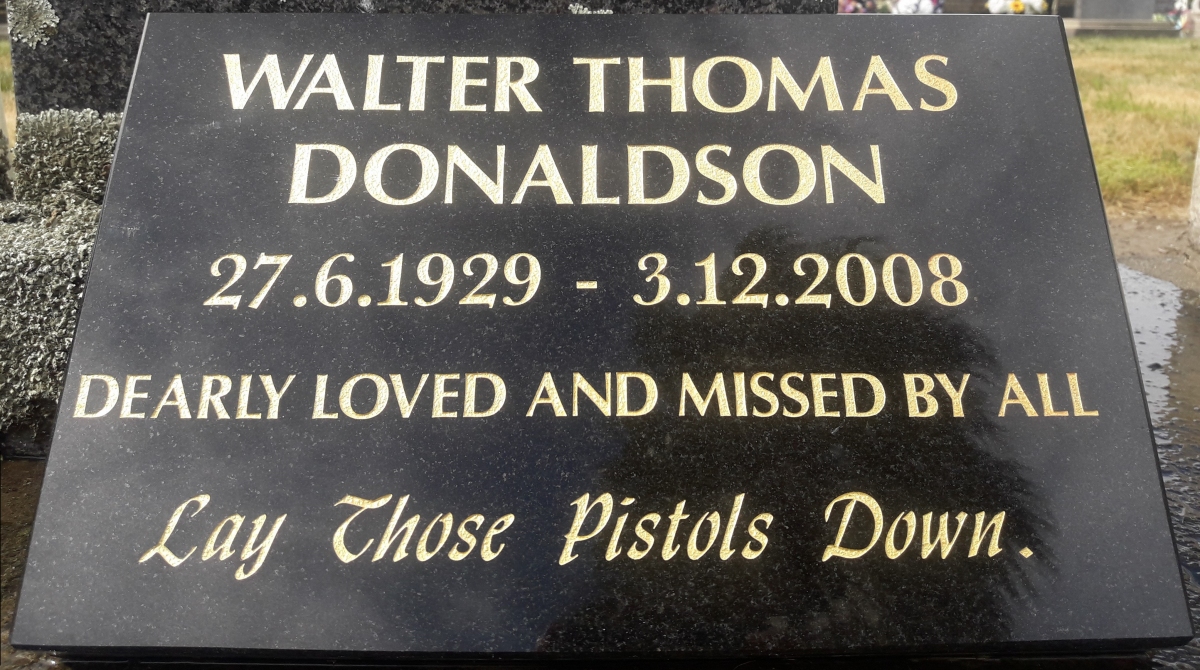 WALTER THOMAS
DONALDSON
27.6.1929 - 3.12.2008
DEARLY LOVED AND MISSED BY ALL
Lay Those Pistols Down.